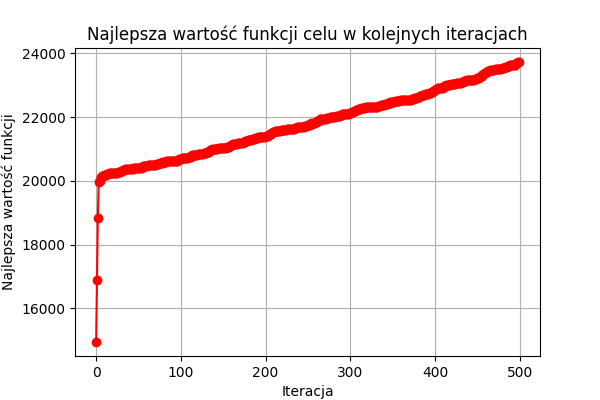 Najlepsza wartość funkcji celu w kolejnych iteracjach
Najlepsza wartość funkcji
24000
22000
20000
18000
16000
0 100 200 300 400 500
Iteracja